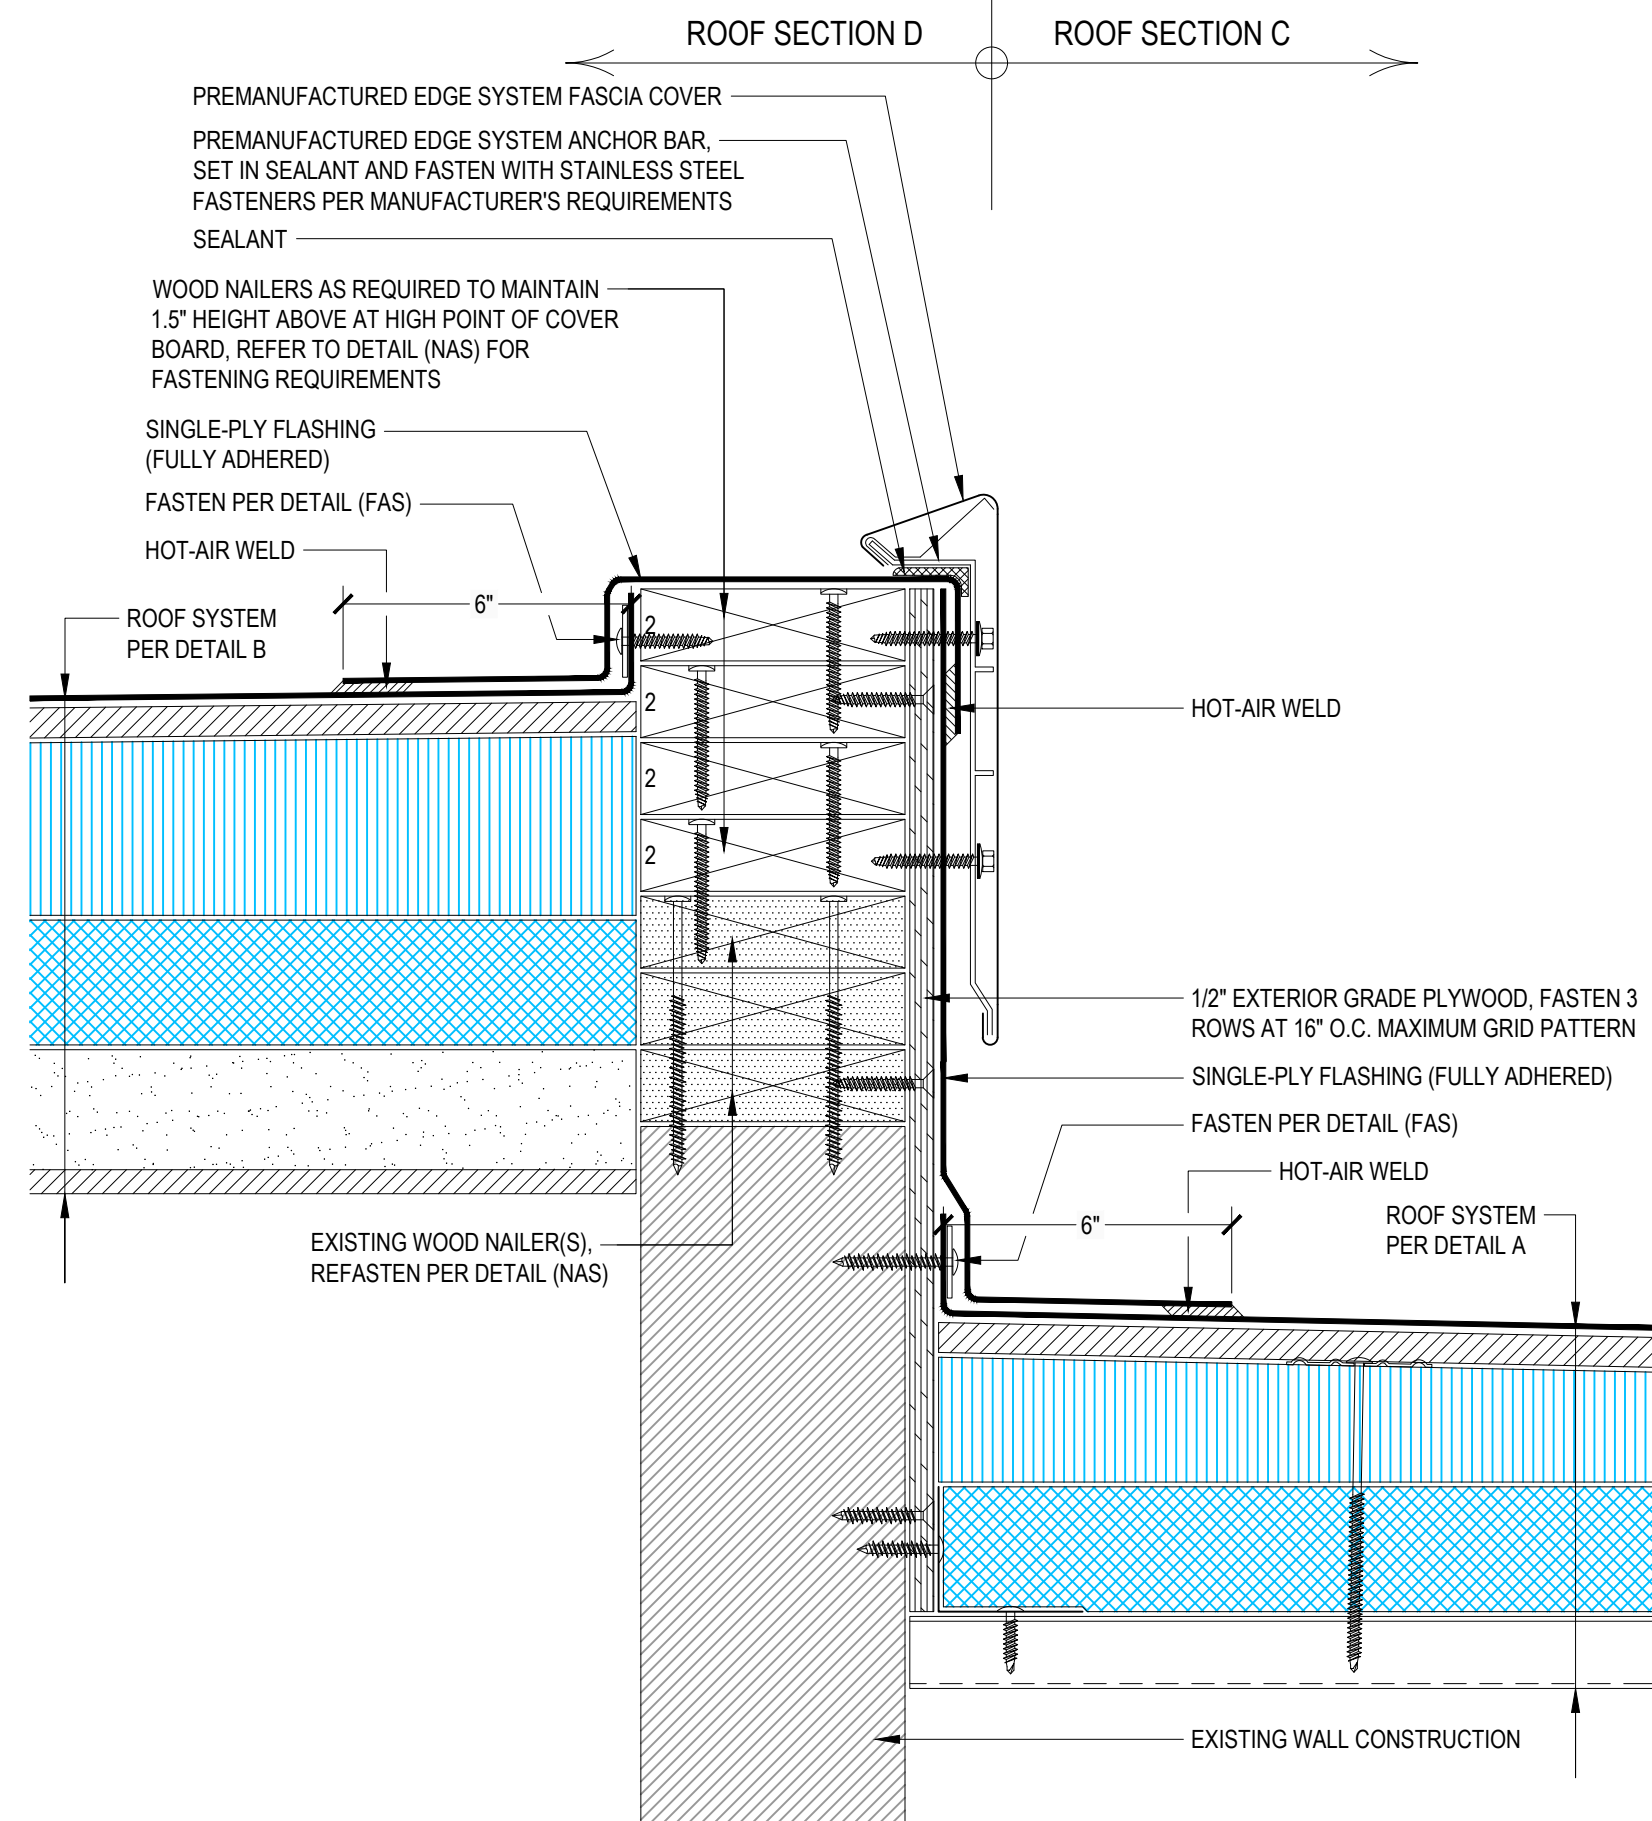 ROOF SECTION D
ROOF SECTION C
PREMANUFACTURED EDGE SYSTEM FASCIA COVER
PREMANUFACTURED EDGE SYSTEM ANCHOR BAR,
SET IN SEALANT AND FASTEN WITH STAINLESS STEEL
FASTENERS PER MANUFACTURER'S REQUIREMENTS
SEALANT
WOOD NAILERS AS REQUIRED TO MAINTAIN
1.5" HEIGHT ABOVE AT HIGH POINT OF COVER
BOARD, REFER TO DETAIL (NAS) FOR
FASTENING REQUIREMENTS
SINGLE-PLY FLASHING
(FULLY ADHERED)
FASTEN PER DETAIL (FAS)
HOT-AIR WELD
6"
ROOF SYSTEM
PER DETAIL B
2
2
2
2
HOT-AIR WELD
1/2" EXTERIOR GRADE PLYWOOD, FASTEN 3
ROWS AT 16" O.C. MAXIMUM GRID PATTERN
SINGLE-PLY FLASHING (FULLY ADHERED)
FASTEN PER DETAIL (FAS)
HOT-AIR WELD
6"
ROOF SYSTEM
PER DETAIL A
EXISTING WOOD NAILER(S),
REFASTEN PER DETAIL (NAS)
EXISTING WALL CONSTRUCTION